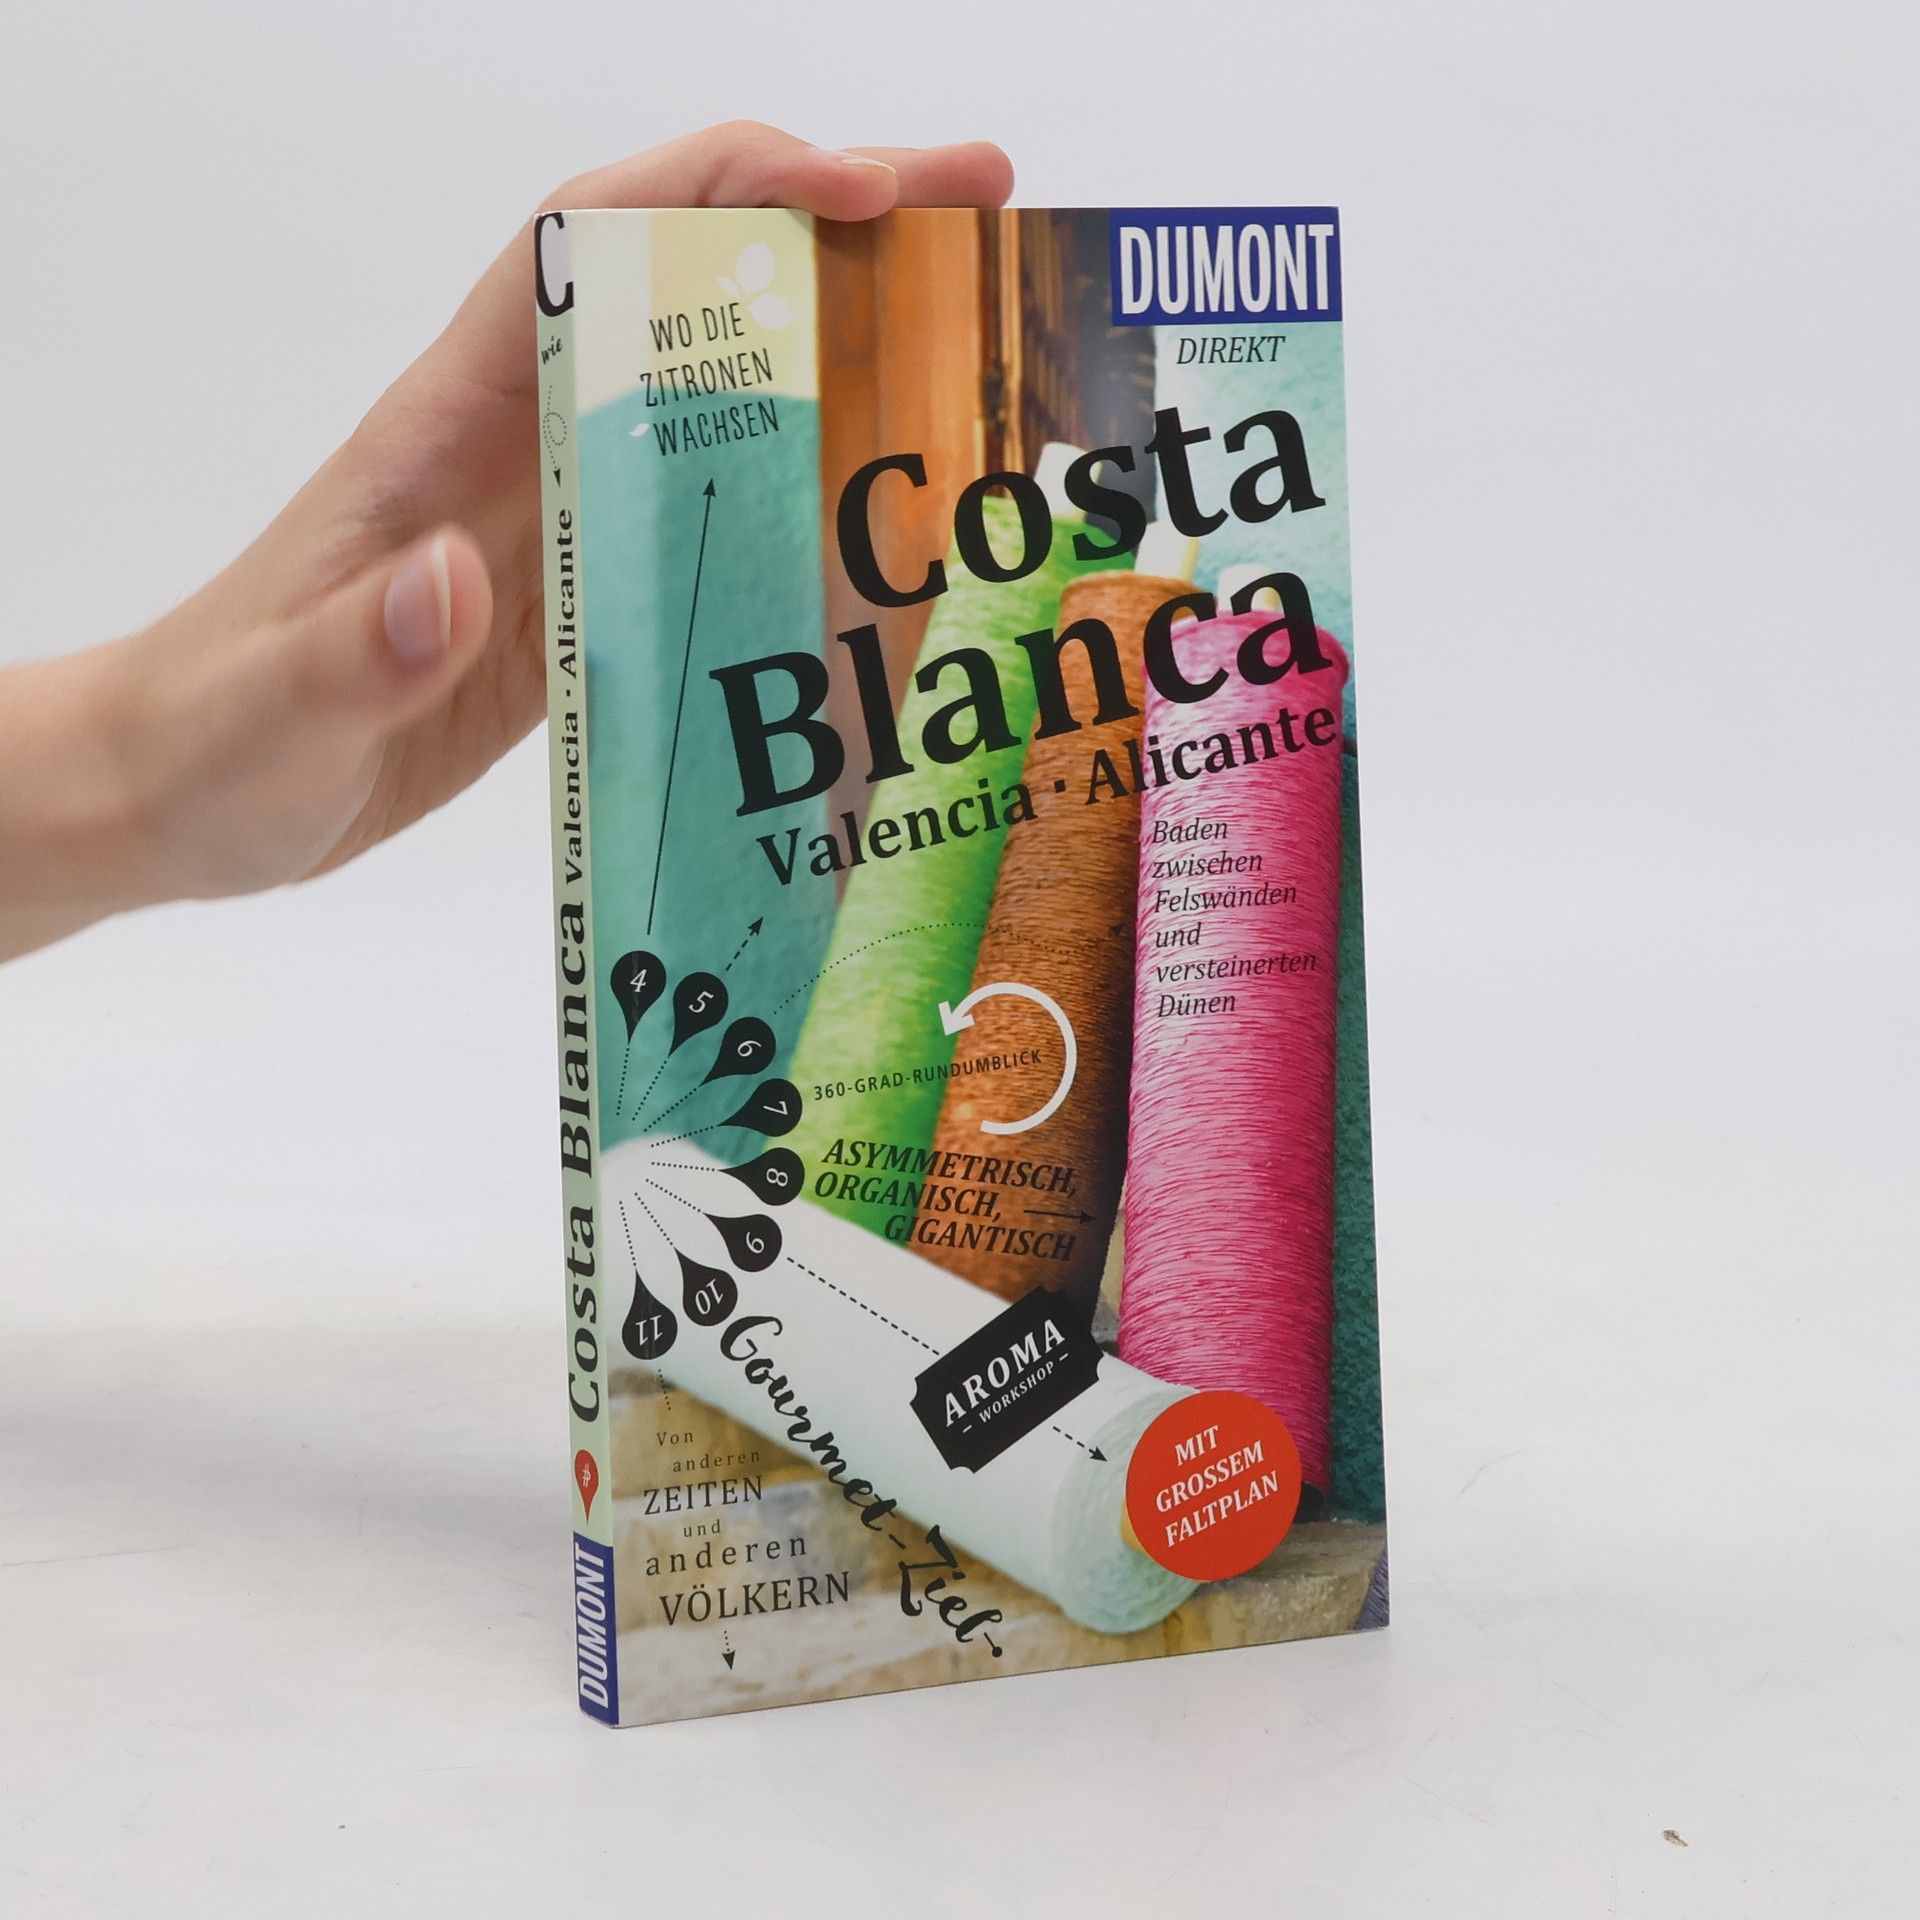 C
wie
Costa Blanca Valencia · Alicante
#
DUMONT
DUMONT
DIREKT
WO DIE
ZITRONEN
WACHSEN
Costa
Blanca
Valencia · Alicante
Baden
zwischen
Felswänden
und
versteinerten
Dünen
4
5
6
7
8
9
10
11
360-GRAD-RUNDUMBLICK
ASYMMETRISCH,
ORGANISCH,
GIGANTISCH
AROMA
- WORKSHOP -
Gourmet-Ziel
MIT
GROSSEM
FALTPLAN
Von
anderen
ZEITEN
und
anderen
VÖLKERN